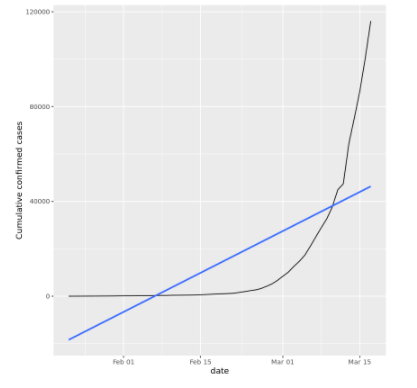 120000
80000
40000
0
Cumulative confirmed cases
Feb 01
Feb 15
Mar 01
Mar 15
date